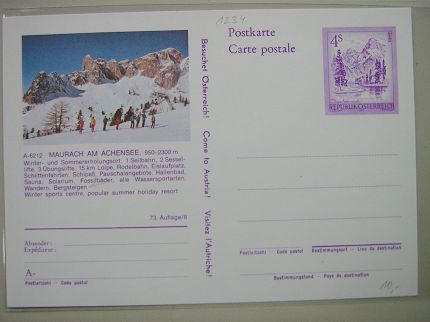 1234
Postkarte
Carte postale
4S
REPUBLIK ÖSTERREICH
Besuchet Österreich! Come to Austria! Visitez l'Autriche!
A-6212 MAURACH AM ACHENSEE, 950-2300 m
Winter- und Sommererholungsort: 1 Seilbahn, 2 Sessel-
lifte, 3 Übungslifte, 15 km Loipe, Rodelbahn, Eislaufplatz,
Schlittenfahrten, Schipaß, Pauschalangebote, Hallenbad,
Sauna, Solarium, Fossilbäder, alle Wassersportarten,
Wandern, Bergsteigen
Winter sports centre, popular summer holiday resort
73. Auflage/8
Absender:
Expéditeur:
A-
Postleitzahl - Code postal
Postleitzahl - Code postal
Bestimmungsort - Lieu de destination
Bestimmungsland - Pays de destination
10,-